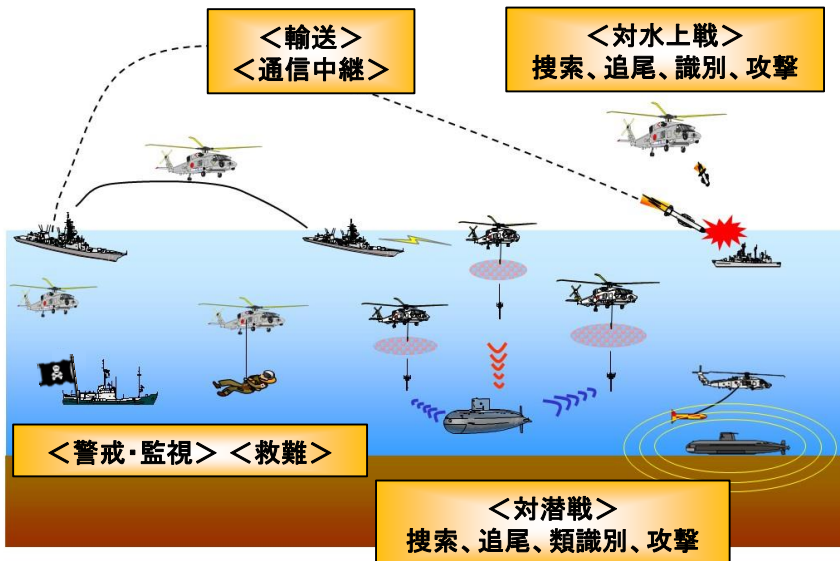 ＜輸送＞
＜通信中継＞
＜対水上戦＞
捜索、追尾、識別、攻撃
＜警戒・監視＞＜救難＞
＜対潜戦＞
捜索、追尾、類識別、攻撃